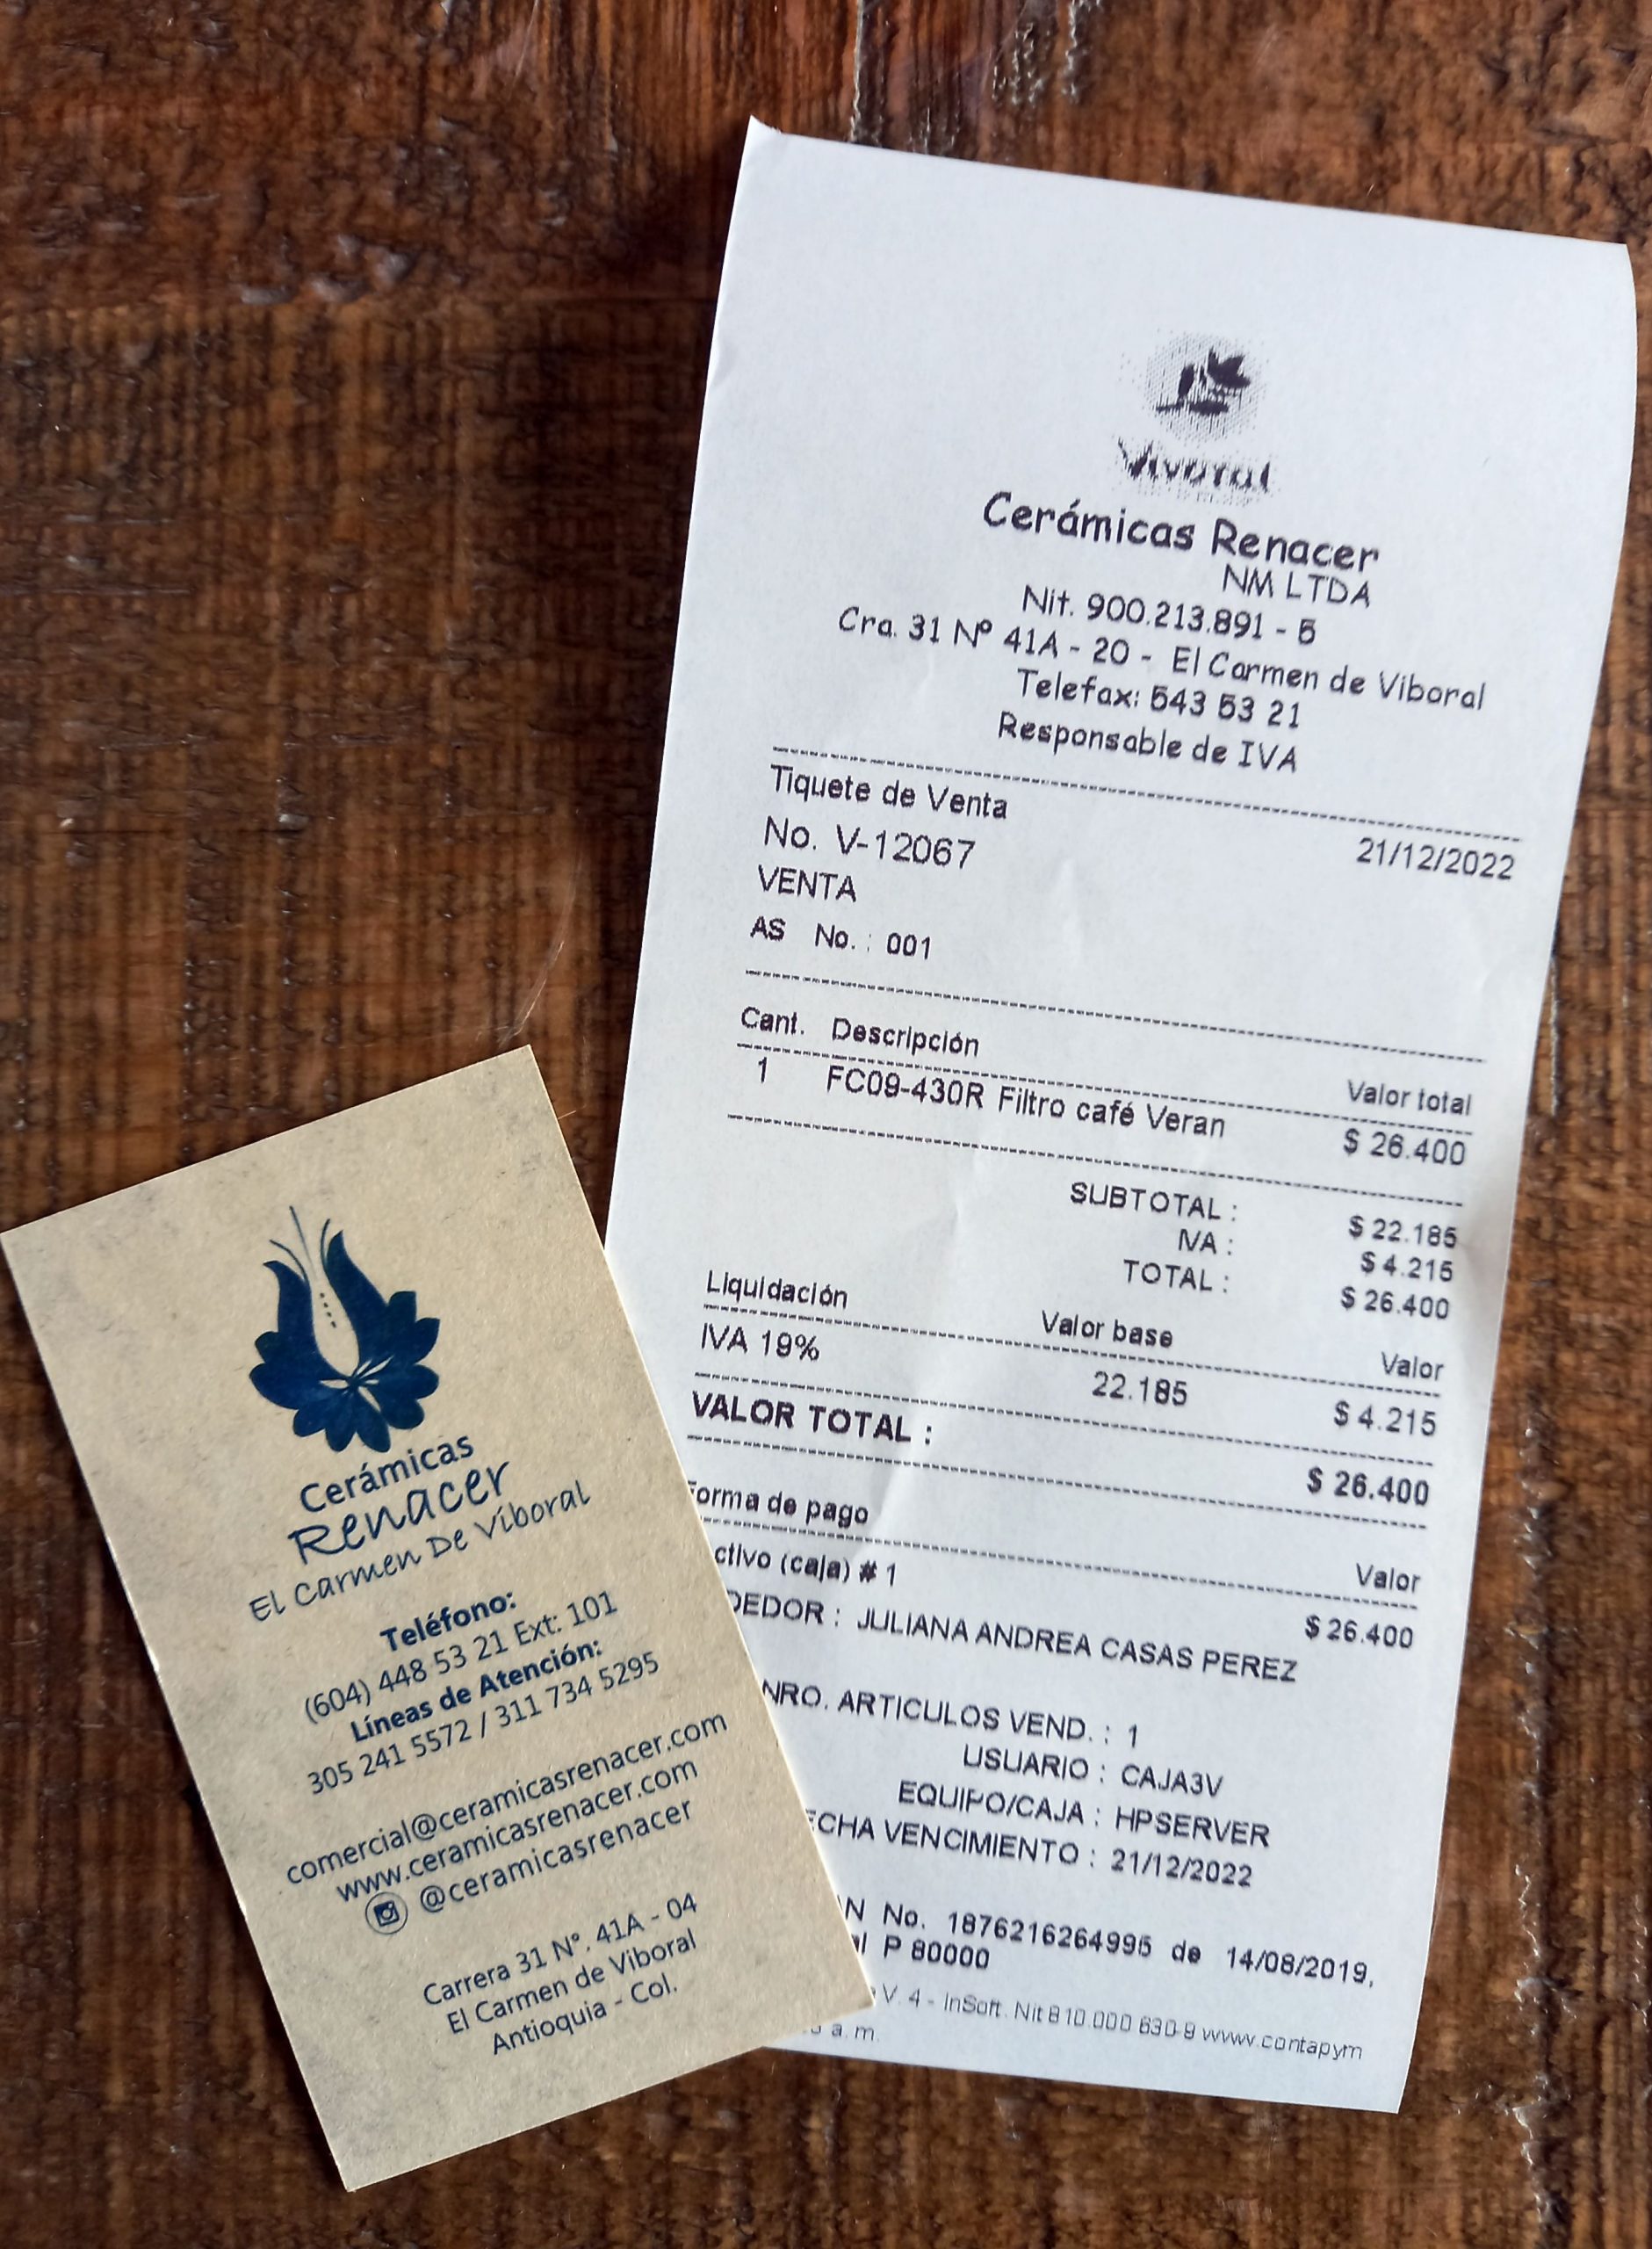 Cerámicas
Renacer
El Carmen De Viboral
Teléfono:
(604) 448 53 21 Ext: 101
Líneas de Atención:
305 241 5572 / 311 734 5295
comercial@ceramicasrenacer.com
www.ceramicasrenacer.com
@ceramicasrenacer
Carrera 31 N°. 41A - 04
El Carmen de Viboral
Antioquia - Col.
Vivoral
Cerámicas Renacer
NM LTDA
Nit. 900.213.891 - 5
Cra. 31 Nº 41A - 20 - El Carmen de Viboral
Telefax: 543 53 21
Responsable de IVA
Tiquete de Venta
No. V-12067 21/12/2022
VENTA
AS No. : 001
Cant. Descripción Valor total
1 FC09-430R Filtro café Veran $ 26.400
SUBTOTAL : $ 22.185
IVA : $ 4.215
TOTAL : $ 26.400
Liquidación Valor base Valor
IVA 19% 22.185 $ 4.215
VALOR TOTAL : $ 26.400
Forma de pago Valor
ctivo (caja) # 1 $ 26.400
DEDOR : JULIANA ANDREA CASAS PEREZ
NRO. ARTICULOS VEND. : 1
USUARIO : CAJA3V
EQUIPO/CAJA : HPSERVER
ECHA VENCIMIENTO : 21/12/2022
N No. 1876216264995 de 14/08/2019,
al P 80000
V. 4 - InSoft. Nit 810.000 630-9 www.contapym
a.m.